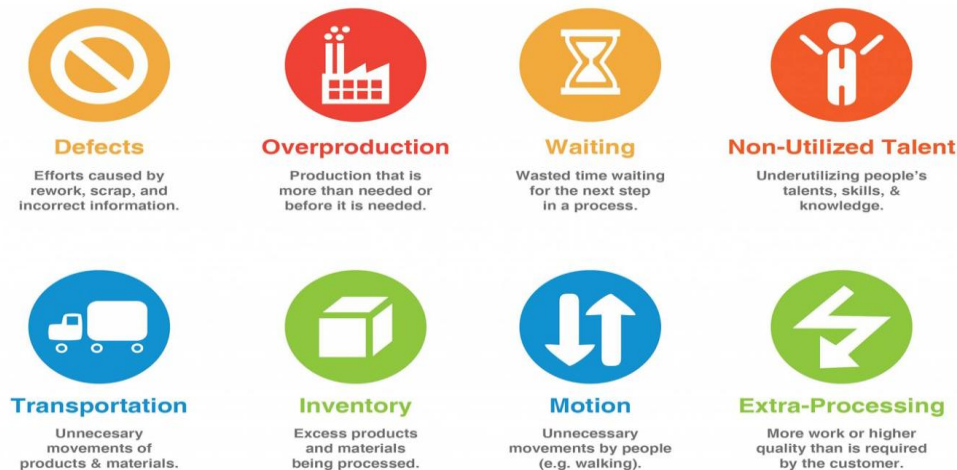 Defects
Efforts caused by
rework, scrap, and
incorrect information.
Overproduction
Production that is
more than needed or
before it is needed.
Waiting
Wasted time waiting
for the next step
in a process.
Non-Utilized Talent
Underutilizing people's
talents, skills, &
knowledge.
Transportation
Unnecesary
movements of
products & materials.
Inventory
Excess products
and materials
being processed.
Motion
Unnecessary
movements by people
(e.g. walking).
Extra-Processing
More work or higher
quality than is required
by the customer.